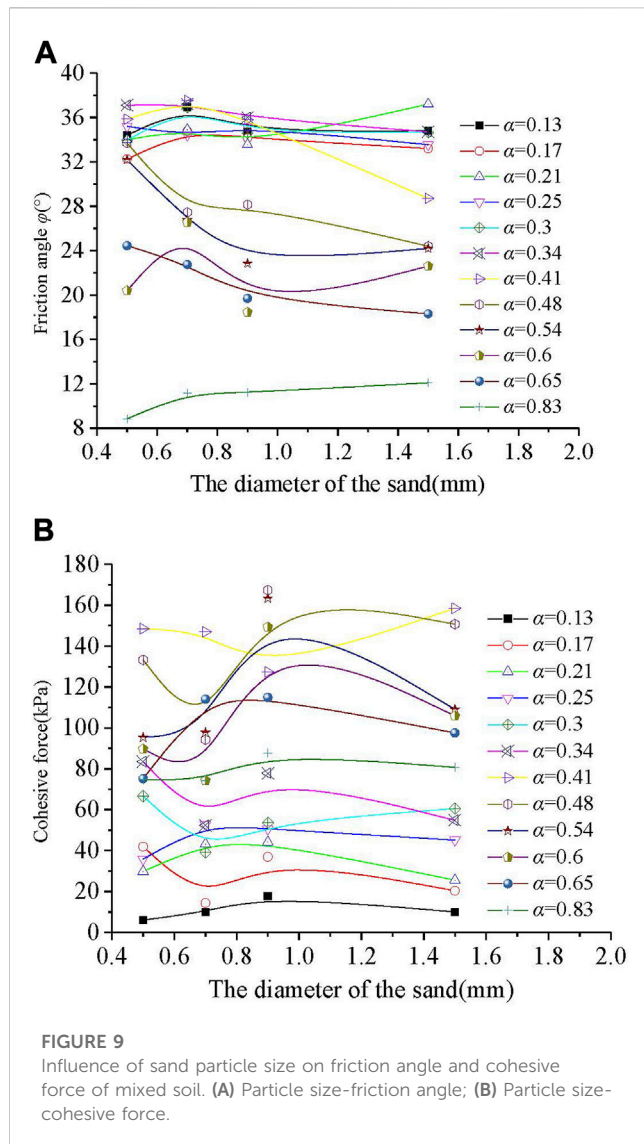 A
40
36
32
28
24
20
16
12
8
Friction angle φ(°)
0.4 0.6 0.8 1.0 1.2 1.4 1.6 1.8 2.0
The diameter of the sand(mm)
α=0.13
α=0.17
α=0.21
α=0.25
α=0.3
α=0.34
α=0.41
α=0.48
α=0.54
α=0.6
α=0.65
α=0.83
B
180
160
140
120
100
80
60
40
20
0
Cohesive force(kPa)
0.4 0.6 0.8 1.0 1.2 1.4 1.6 1.8 2.0
The diameter of the sand(mm)
α=0.13
α=0.17
α=0.21
α=0.25
α=0.3
α=0.34
α=0.41
α=0.48
α=0.54
α=0.6
α=0.65
α=0.83
FIGURE 9
Influence of sand particle size on friction angle and cohesive
force of mixed soil. (A) Particle size-friction angle; (B) Particle size-
cohesive force.